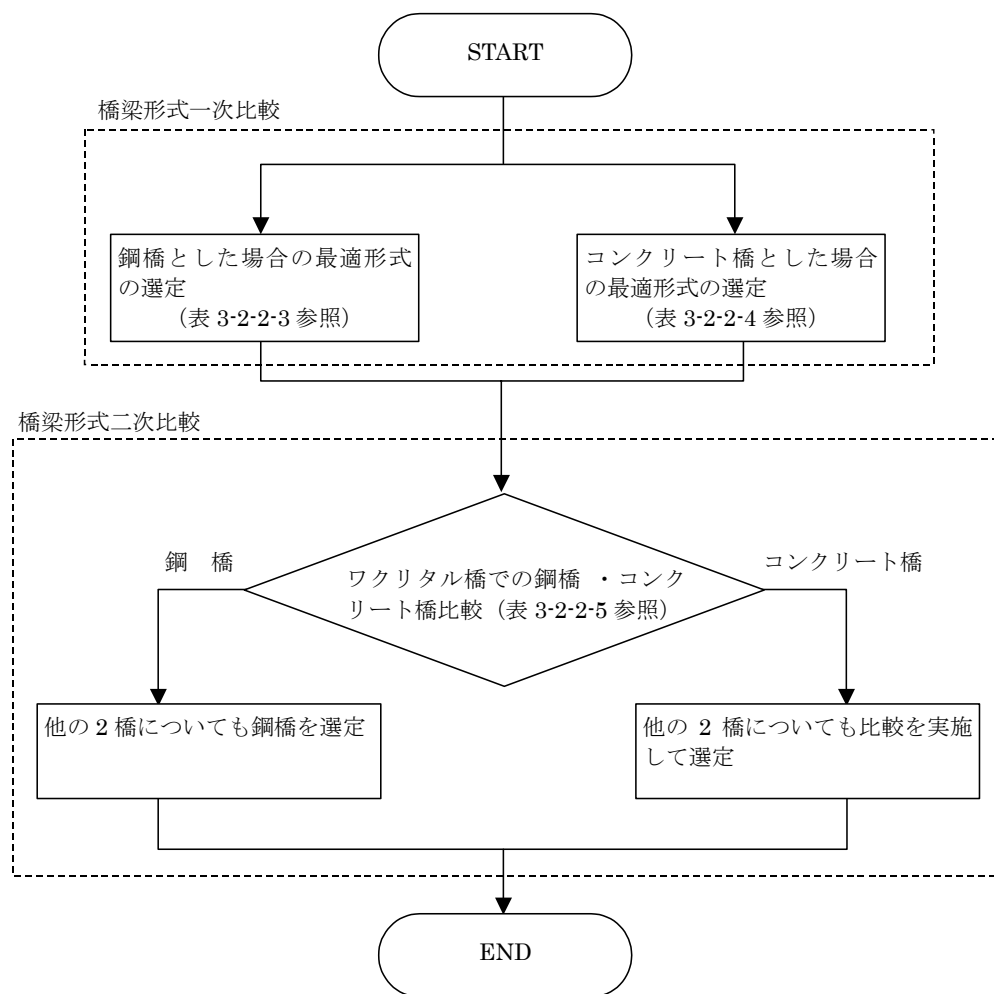 START
橋梁形式一次比較
鋼橋とした場合の最適形式
の選定
（表 3-2-2-3 参照）
コンクリート橋とした場合
の最適形式の選定
（表 3-2-2-4 参照）
橋梁形式二次比較
鋼　橋
コンクリート橋
ワクリタル橋での鋼橋 ・コンク
リート橋比較（表 3-2-2-5 参照）
他の 2 橋についても鋼橋を選定
他の 2 橋についても比較を実施
して選定
END